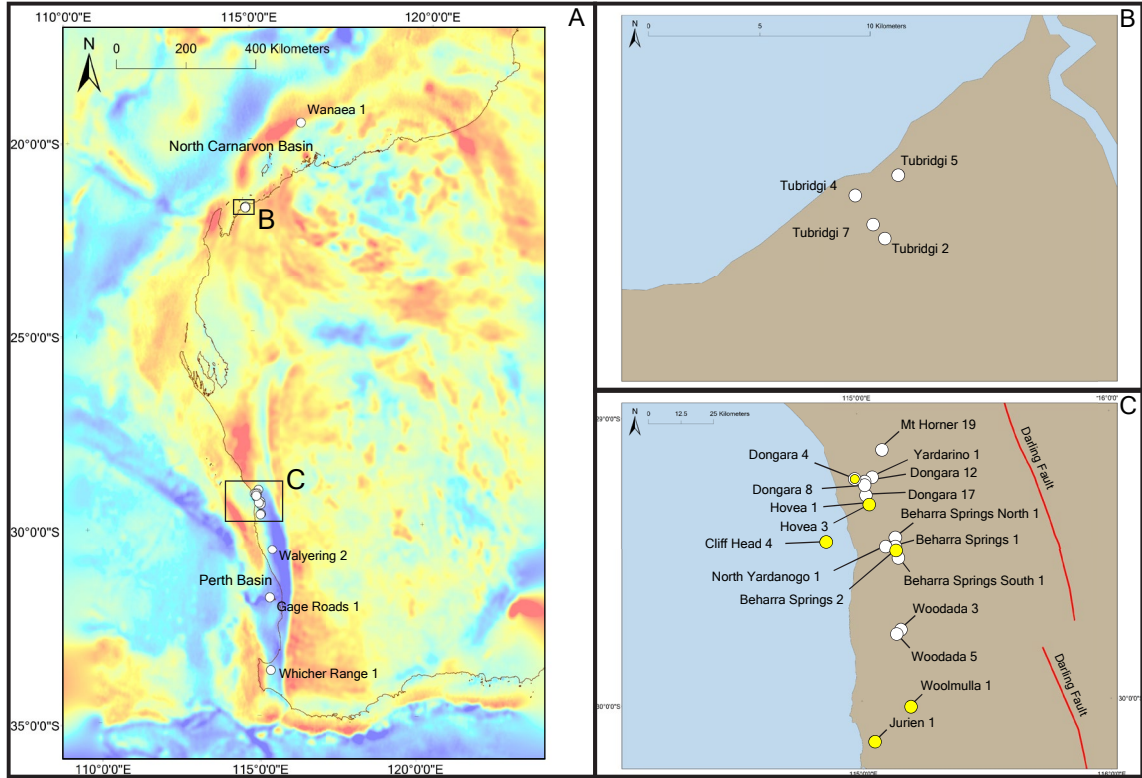 110°0'0"E 115°0'0"E 120°0'0"E A
N
0 200 400 Kilometers
Wanaea 1
North Carnarvon Basin
20°0'0"S
B
25°0'0"S
C
30°0'0"S
Walyering 2
Perth Basin
Gage Roads 1
Whicher Range 1
35°0'0"S
110°0'0"E 115°0'0"E 120°0'0"E
B
N
0 5 10 Kilometers
Tubridgi 5
Tubridgi 4
Tubridgi 7
Tubridgi 2
115°0'0"E
C
N
0 12.5 25 Kilometers
Mt Horner 19
Dongara 4
Yardarino 1
Dongara 12
Dongara 8
Dongara 17
Hovea 1
Hovea 3
Beharra Springs North 1
Cliff Head 4
Beharra Springs 1
North Yardanogo 1
Beharra Springs South 1
Beharra Springs 2
Woodada 3
Woodada 5
Woolmulla 1
Jurien 1
Darling Fault
Darling Fault
30°0'0"S